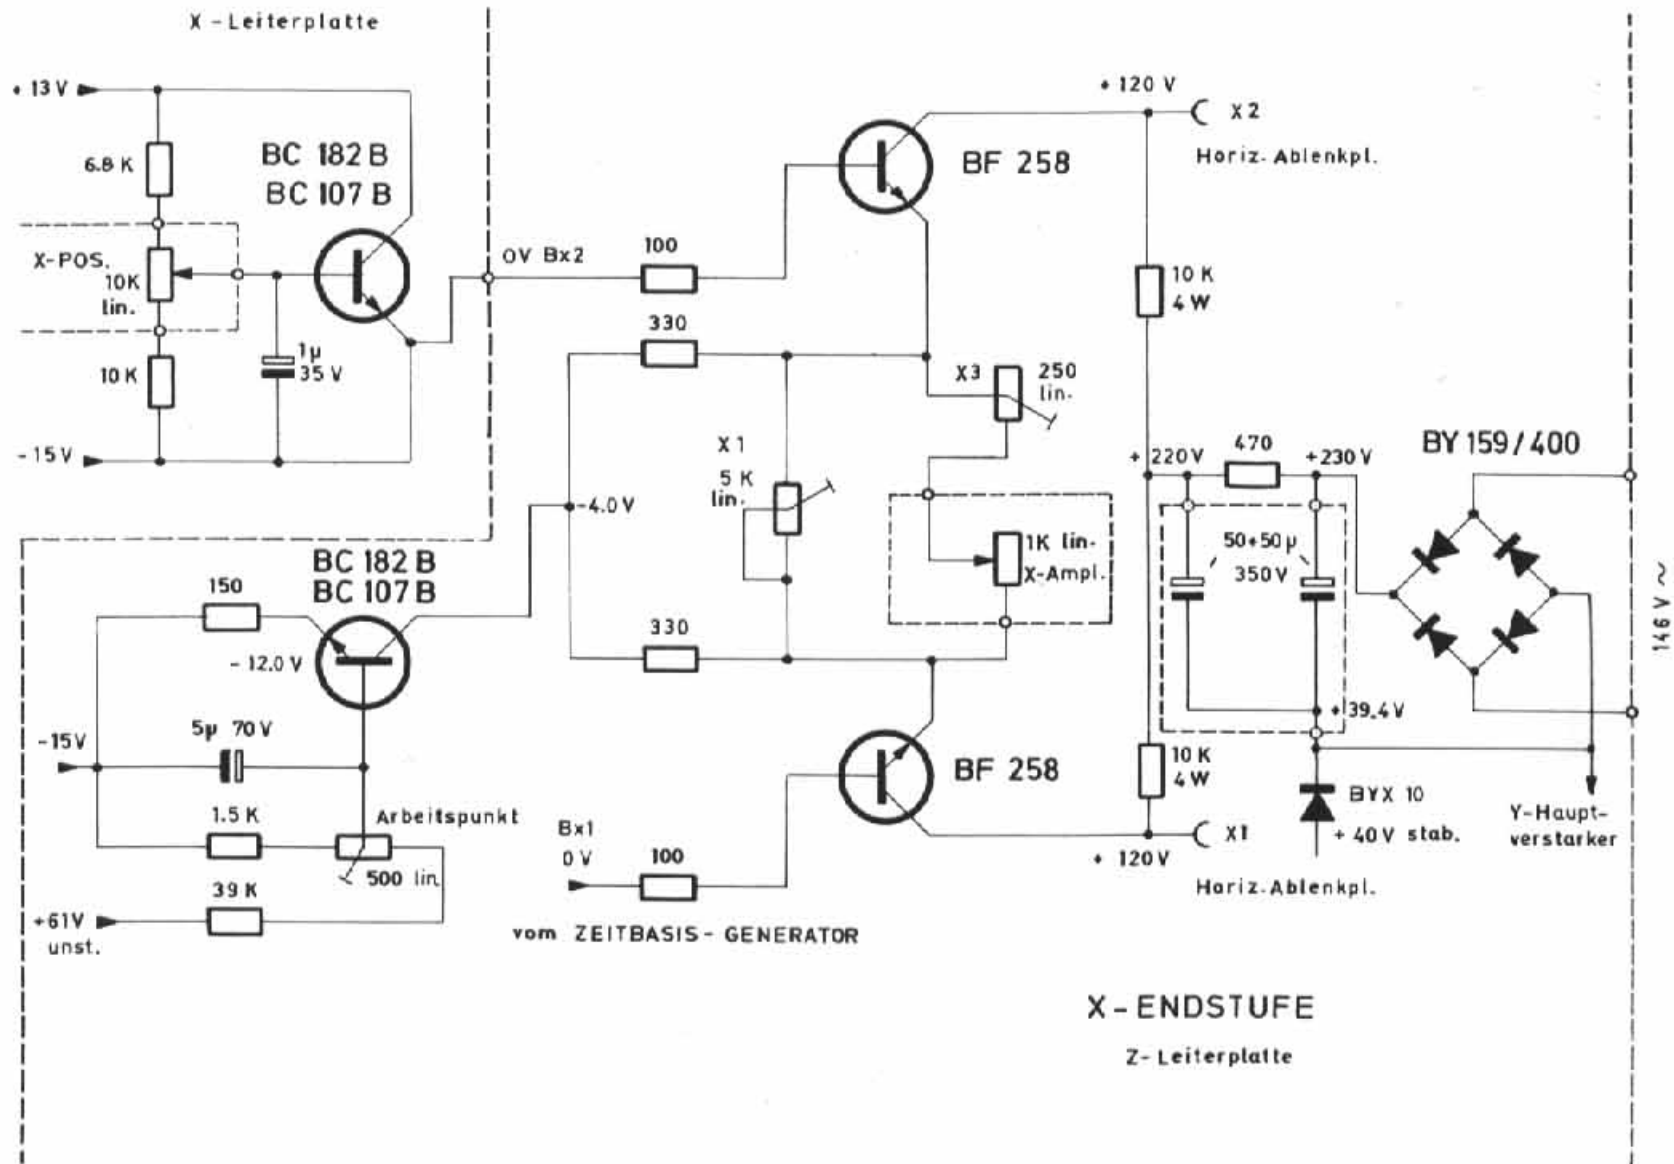 X - Leiterplatte
+ 13 V
6.8 K
BC 182 B
BC 107 B
X-POS.
10K
lin.
10 K
1µ
35 V
- 15 V
0V Bx2
100
330
BF 258
+ 120 V
X2
Horiz. Ablenkpl.
10 K
4 W
X3
250
lin.
X 1
5 K
lin.
-4.0 V
1K lin.
X-Ampl.
+ 220V
470
+230 V
BY 159/400
50+50µ
350 V
146 V ~
BC 182 B
BC 107 B
150
- 12.0 V
330
5µ 70 V
-15V
1.5 K
Arbeitspunkt
500 lin
39 K
+61V
unst.
Bx1
0 V
100
vom ZEITBASIS - GENERATOR
BF 258
10 K
4 W
+ 39.4 V
BYX 10
+ 40 V stab.
Y-Haupt-
verstarker
X1
+ 120 V
Horiz. Ablenkpl.
X - ENDSTUFE
Z- Leiterplatte